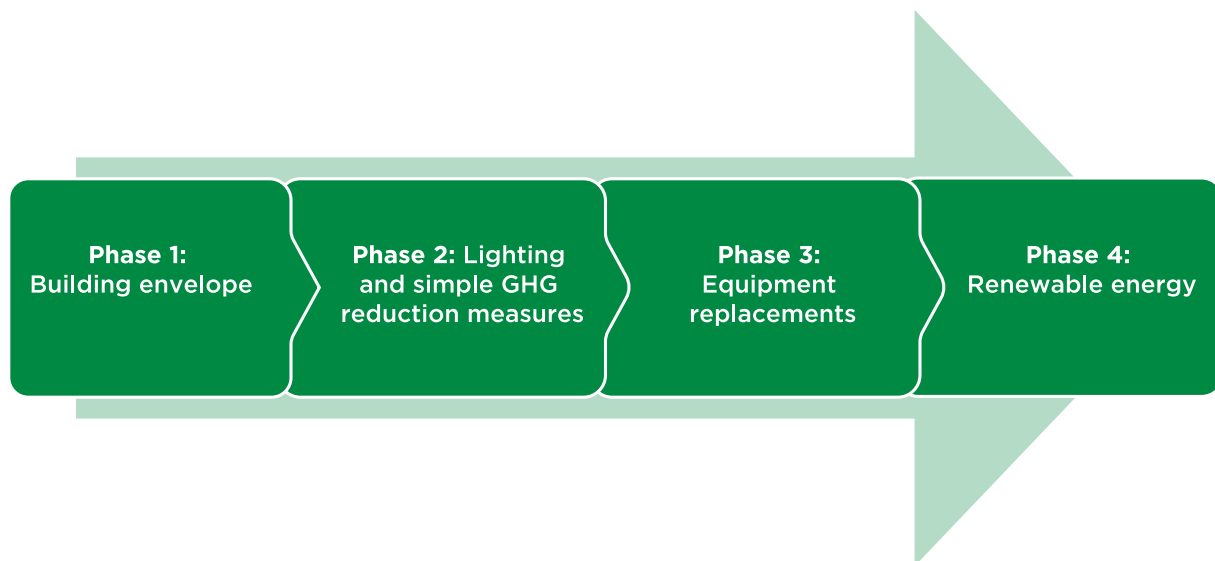 Phase 1:
Building envelope
Phase 2: Lighting
and simple GHG
reduction measures
Phase 3:
Equipment
replacements
Phase 4:
Renewable energy